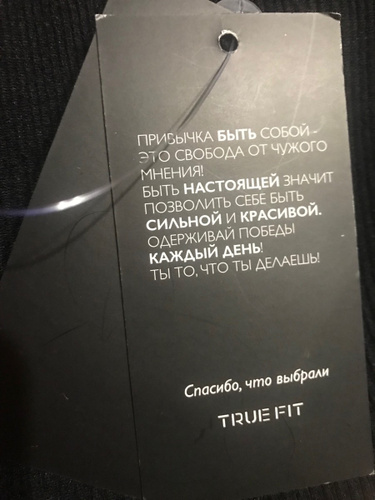 ПРИВЫЧКА БЫТЬ СОБОЙ -
ЭТО СВОБОДА ОТ ЧУЖОГО
МНЕНИЯ!
БЫТЬ НАСТОЯЩЕЙ ЗНАЧИТ
ПОЗВОЛИТЬ СЕБЕ БЫТЬ
СИЛЬНОЙ И КРАСИВОЙ.
ОДЕРЖИВАЙ ПОБЕДЫ
КАЖДЫЙ ДЕНЬ!
ТЫ ТО, ЧТО ТЫ ДЕЛАЕШЬ!
Спасибо, что выбрали
TRUE FIT